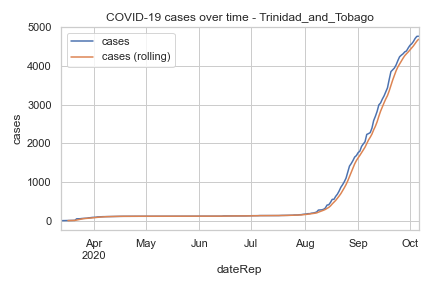 COVID-19 cases over time - Trinidad_and_Tobago
cases
cases (rolling)
5000
4000
3000
2000
1000
0
cases
Apr May Jun Jul Aug Sep Oct
2020
dateRep